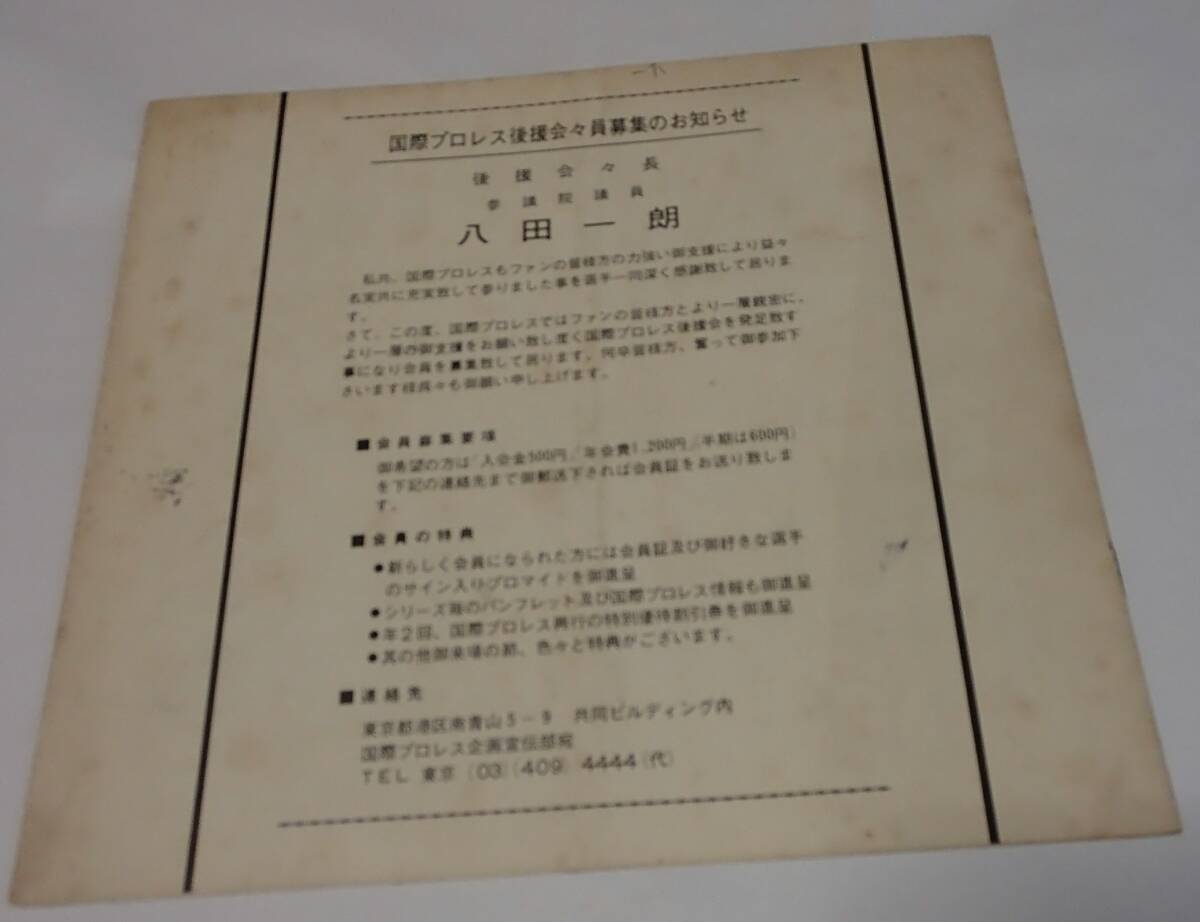 国際プロレス後援会々員募集のお知らせ
後援会々長
参議院議員
八田一朗
私共、国際プロレスもファンの皆様方の力強い御支援により益々
名実共に充実致して参りました事を選手一同深く感謝致して居りま
す。
さて、この度、国際プロレスではファンの皆様方とより一層親密に、
より一層の御支援をお願い致し度く国際プロレス後援会を発足致す
事になり会員を募集致して居ります。何卒皆様方、奮って御参加下
さいます様呉々も御願い申し上げます。
■会員募集要項
御希望の方は「入会金500円」「年会費1,200円」(半期は600円)
を下記の連絡先まで御郵送下されば会員証をお送り致しま
す。
■会員の特典
●新らしく会員になられた方には会員証及び御好きな選手
のサイン入りブロマイドを御進呈
●シリーズ毎のパンフレット及び国際プロレス情報も御進呈
●年2回、国際プロレス興行の特別優待割引券を御進呈
●其の他御来場の節、色々と特典がございます。
■連絡先
東京都港区南青山5-9 共同ビルディング内
国際プロレス企画宣伝部宛
TEL 東京 (03) (409) 4444 (代)